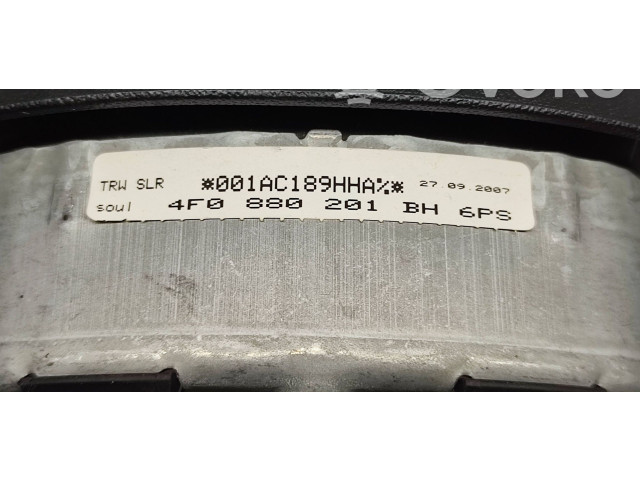 TRW SLR *001AC189HHA%* 27.09.2007
soul 4F0 880 201 BH 6PS